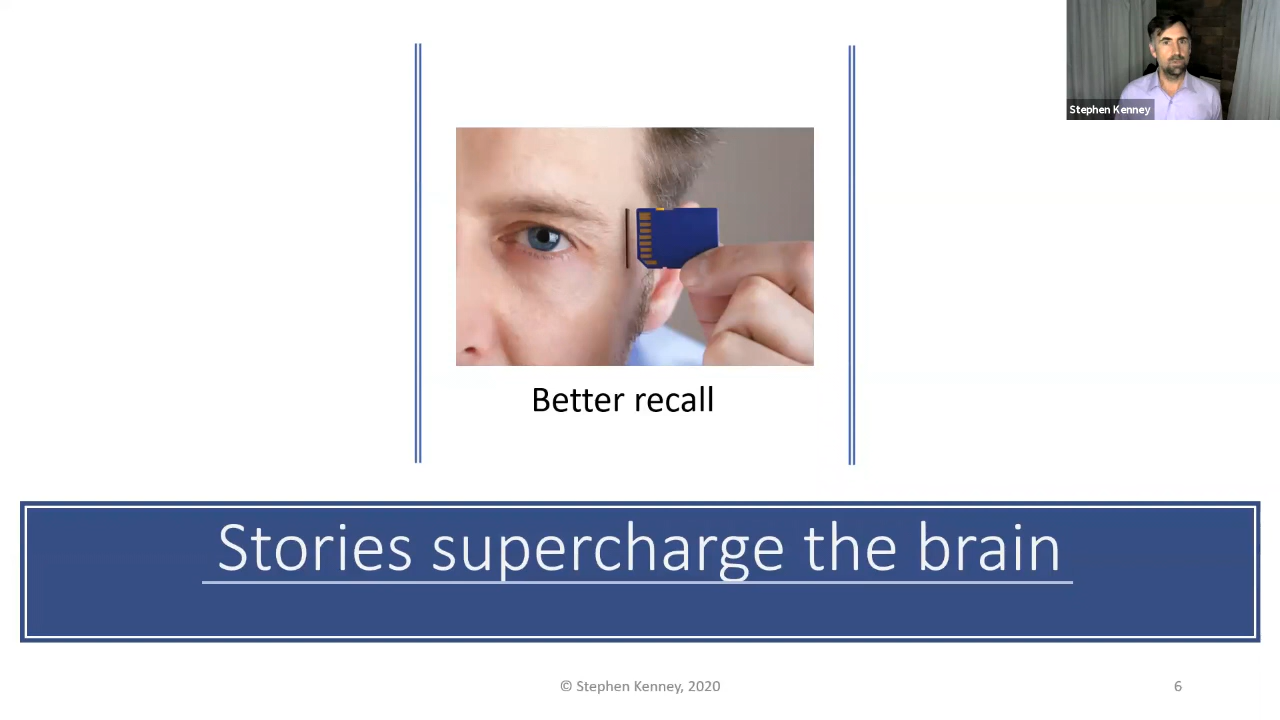 Stephen Kenney
Better recall
Stories supercharge the brain
© Stephen Kenney, 2020
6